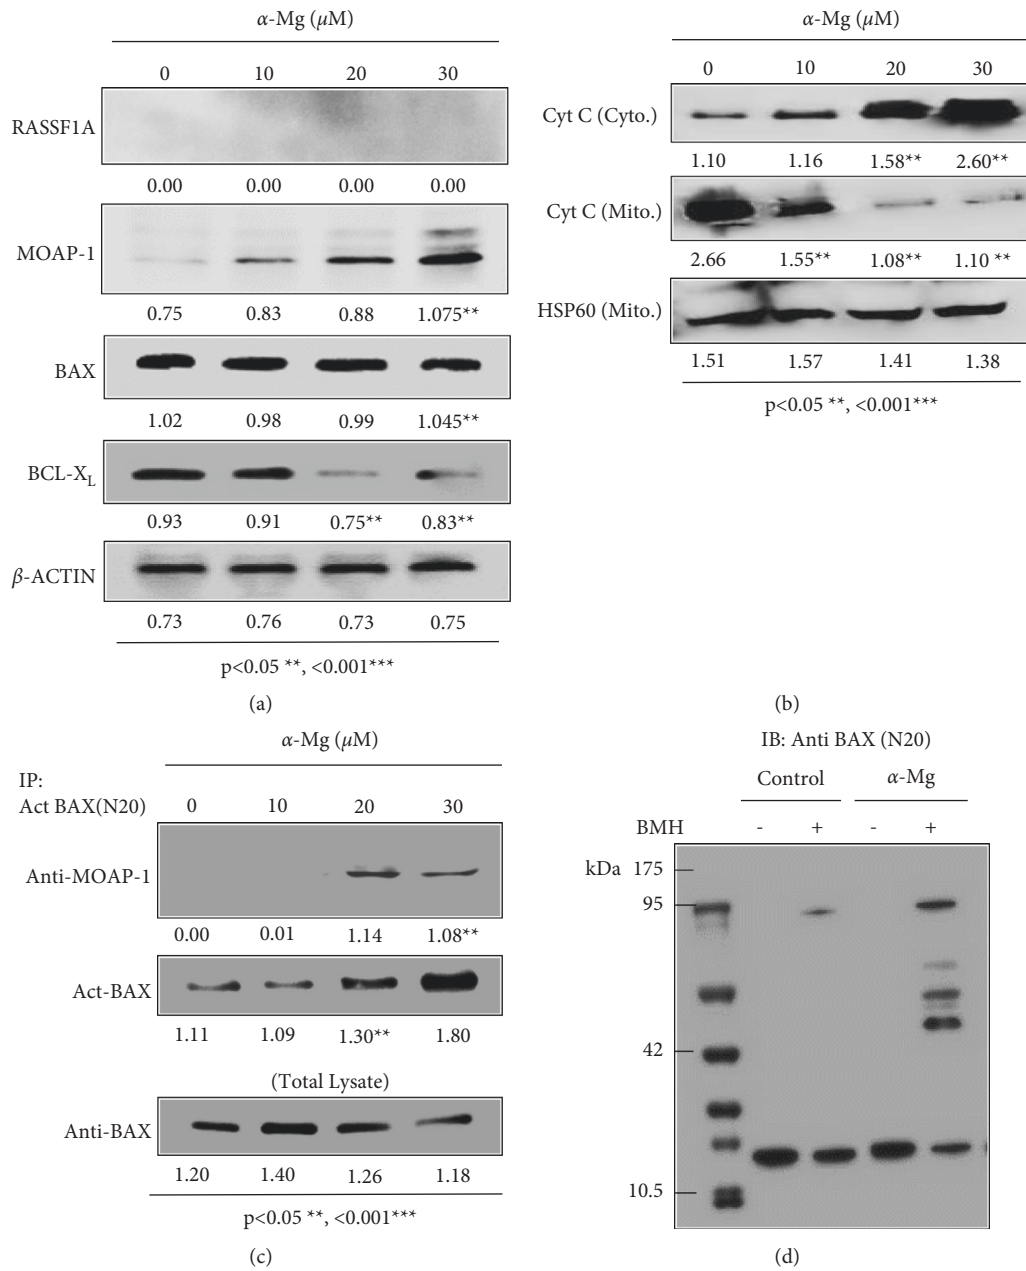 α-Mg (μM)
0 10 20 30
RASSF1A
0.00 0.00 0.00 0.00
MOAP-1
0.75 0.83 0.88 1.075**
BAX
1.02 0.98 0.99 1.045**
BCL-X_L
0.93 0.91 0.75** 0.83**
β-ACTIN
0.73 0.76 0.73 0.75
p<0.05 **, <0.001***
(a)
α-Mg (μM)
0 10 20 30
Cyt C (Cyto.)
1.10 1.16 1.58** 2.60**
Cyt C (Mito.)
2.66 1.55** 1.08** 1.10 **
HSP60 (Mito.)
1.51 1.57 1.41 1.38
p<0.05 **, <0.001***
(b)
α-Mg (μM)
IP:
Act BAX(N20) 0 10 20 30
Anti-MOAP-1
0.00 0.01 1.14 1.08**
Act-BAX
1.11 1.09 1.30** 1.80
(Total Lysate)
Anti-BAX
1.20 1.40 1.26 1.18
p<0.05 **, <0.001***
(c)
IB: Anti BAX (N20)
Control α-Mg
BMH - + - +
kDa 175
95
42
10.5
(d)